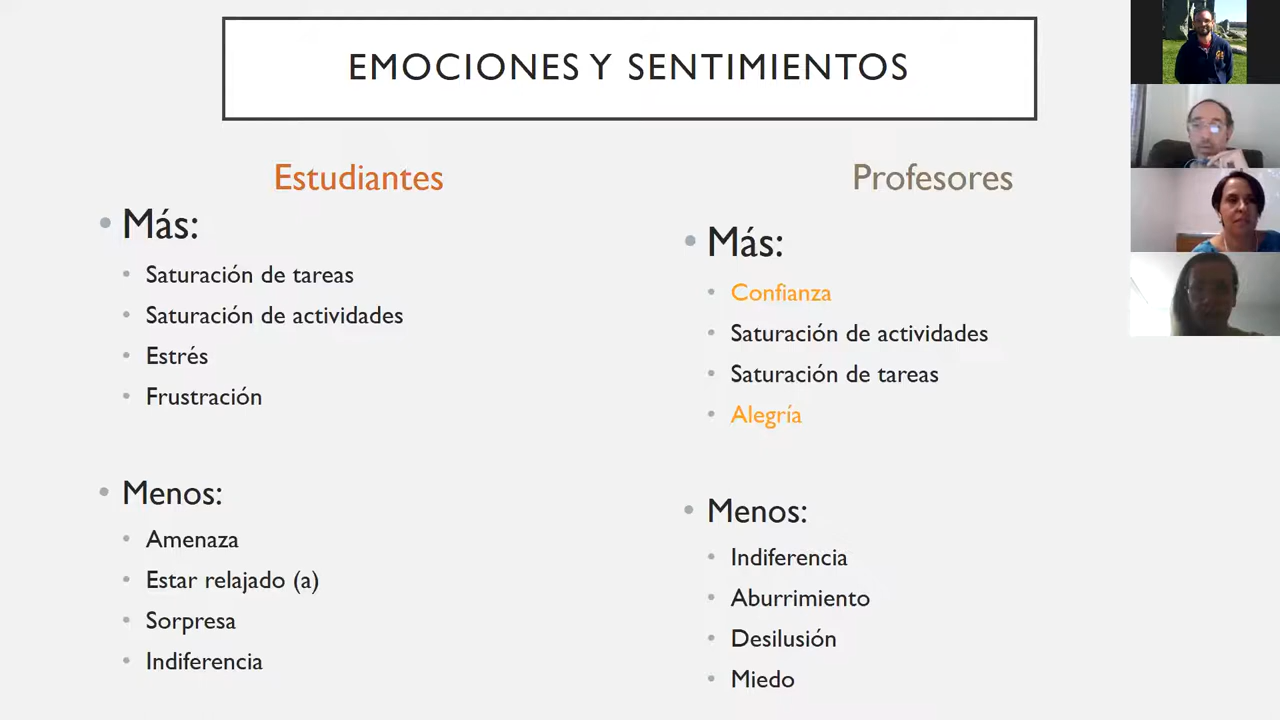 EMOCIONES Y SENTIMIENTOS
Estudiantes
Más:
Saturación de tareas
Saturación de actividades
Estrés
Frustración
Menos:
Amenaza
Estar relajado (a)
Sorpresa
Indiferencia
Profesores
Más:
Confianza
Saturación de actividades
Saturación de tareas
Alegría
Menos:
Indiferencia
Aburrimiento
Desilusión
Miedo